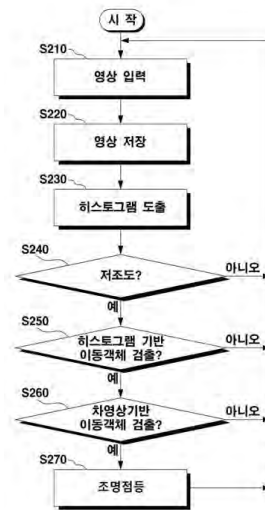 시 작
S210
영상 입력
S220
영상 저장
S230
히스토그램 도출
S240
저조도?
아니오
예
S250
히스토그램 기반
이동객체 검출?
아니오
예
S260
차영상기반
이동객체 검출?
아니오
예
S270
조명점등